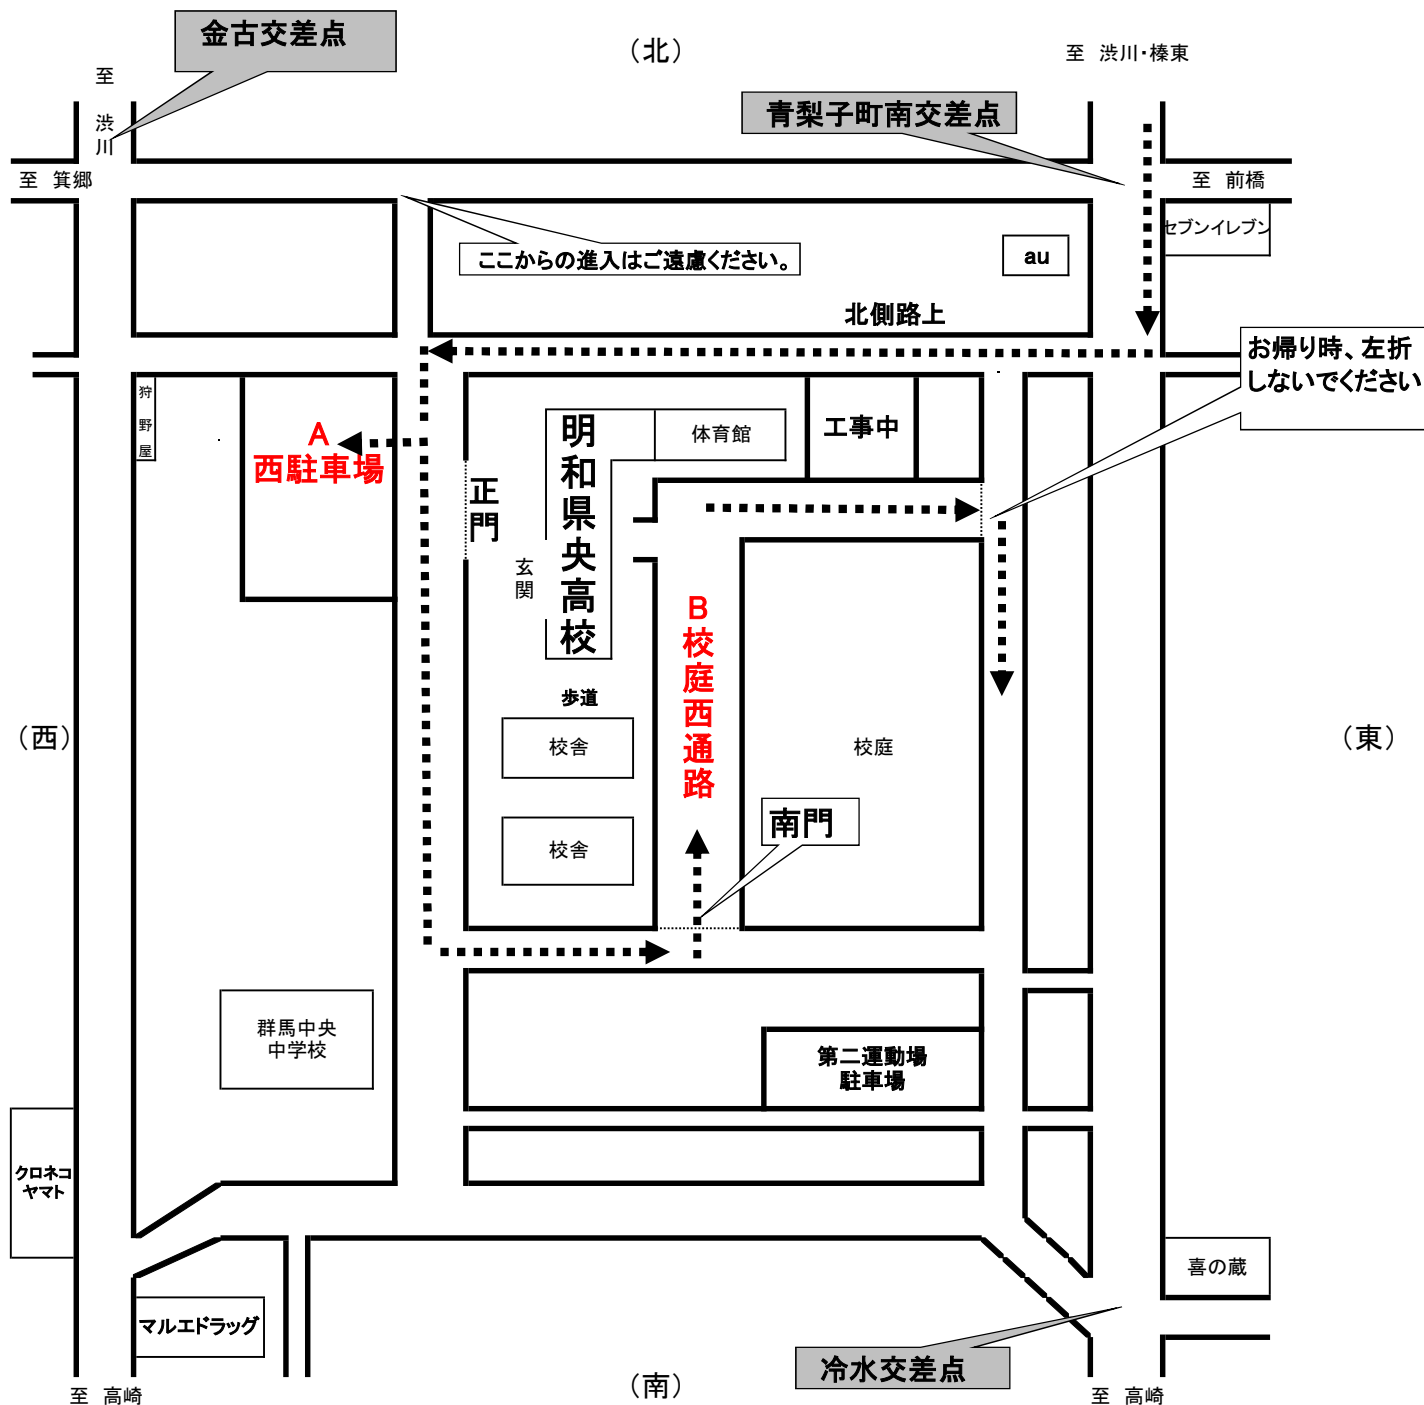 金古交差点
（北）
至　渋川・榛東
至　渋川
青梨子町南交差点
至　箕郷
至　前橋
セブンイレブン
ここからの進入はご遠慮ください。
au
北側路上
お帰り時、左折
しないでください
狩野屋
A
西駐車場
明和県央高校
体育館
工事中
正門
玄関
B
校庭西通路
歩道
（西）
校舎
校庭
（東）
南門
校舎
群馬中央
中学校
第二運動場
駐車場
クロネコ
ヤマト
喜の蔵
マルエドラッグ
冷水交差点
至　高崎
（南）
至　高崎